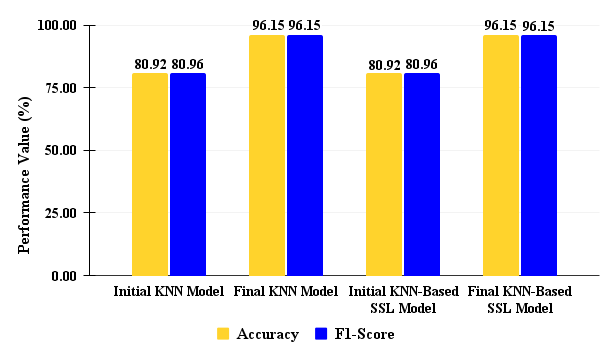 100.00
75.00
50.00
25.00
0.00
Performance Value (%)
80.92 80.96
96.15 96.15
80.92 80.96
96.15 96.15
Initial KNN Model
Final KNN Model
Initial KNN-Based
SSL Model
Final KNN-Based
SSL Model
Accuracy
F1-Score